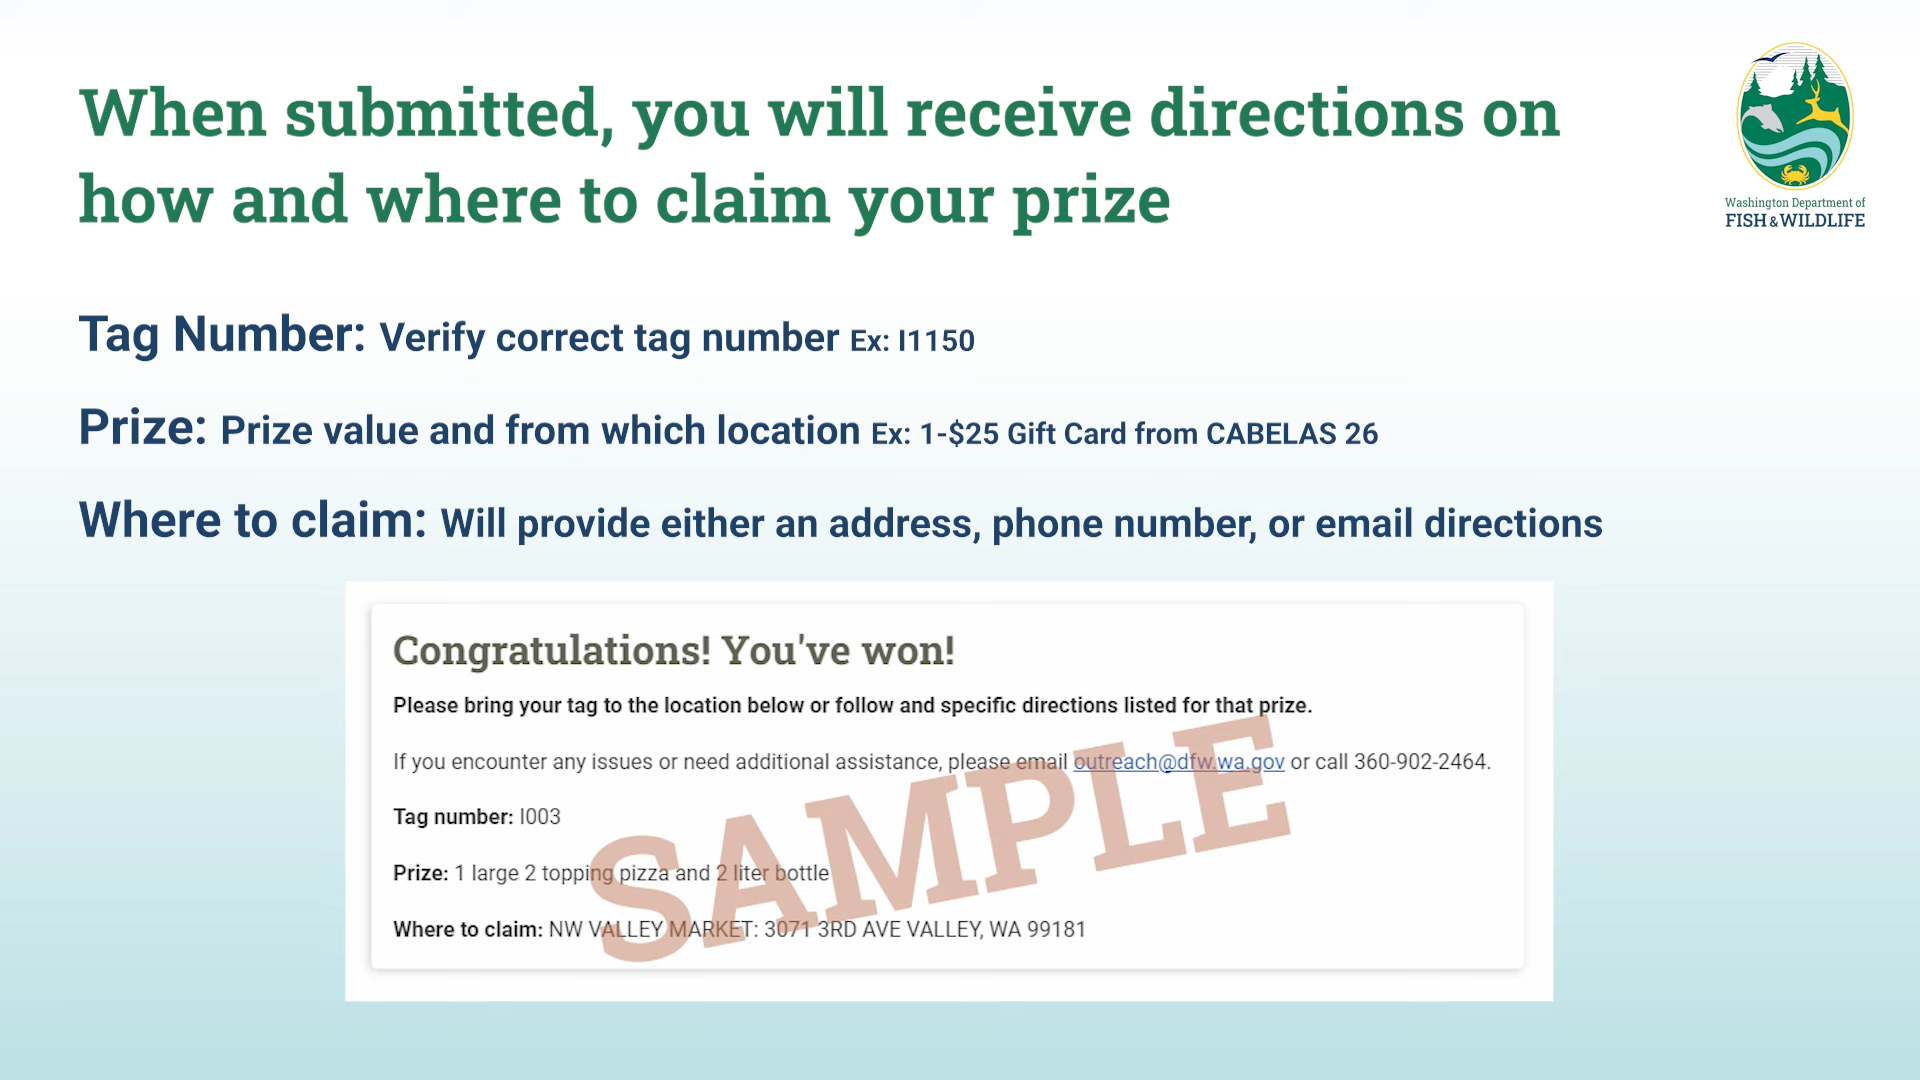 When submitted, you will receive directions on
how and where to claim your prize
Washington Department of
FISH & WILDLIFE
Tag Number: Verify correct tag number Ex: I1150
Prize: Prize value and from which location Ex: 1-$25 Gift Card from CABELAS 26
Where to claim: Will provide either an address, phone number, or email directions
Congratulations! You've won!
Please bring your tag to the location below or follow and specific directions listed for that prize.
If you encounter any issues or need additional assistance, please email outreach@dfw.wa.gov or call 360-902-2464.
Tag number: I003
Prize: 1 large 2 topping pizza and 2 liter bottle
Where to claim: NW VALLEY MARKET: 3071 3RD AVE VALLEY, WA 99181
SAMPLE